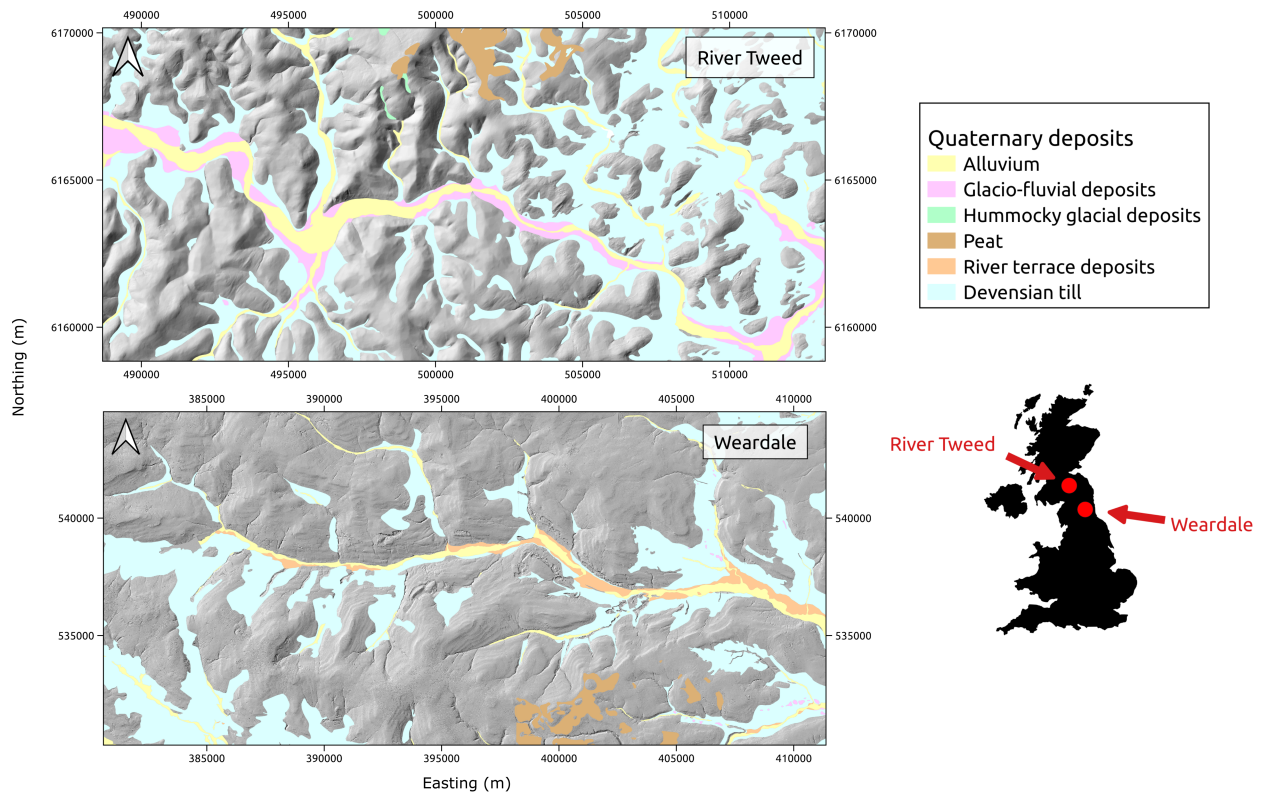 490000 495000 500000 505000 510000
6170000 6170000
River Tweed
6165000 6165000
6160000 6160000
490000 495000 500000 505000 510000
Northing (m)
385000 390000 395000 400000 405000 410000
Weardale
540000 540000
535000 535000
385000 390000 395000 400000 405000 410000
Easting (m)
Quaternary deposits
Alluvium
Glacio-fluvial deposits
Hummocky glacial deposits
Peat
River terrace deposits
Devensian till
River Tweed
Weardale